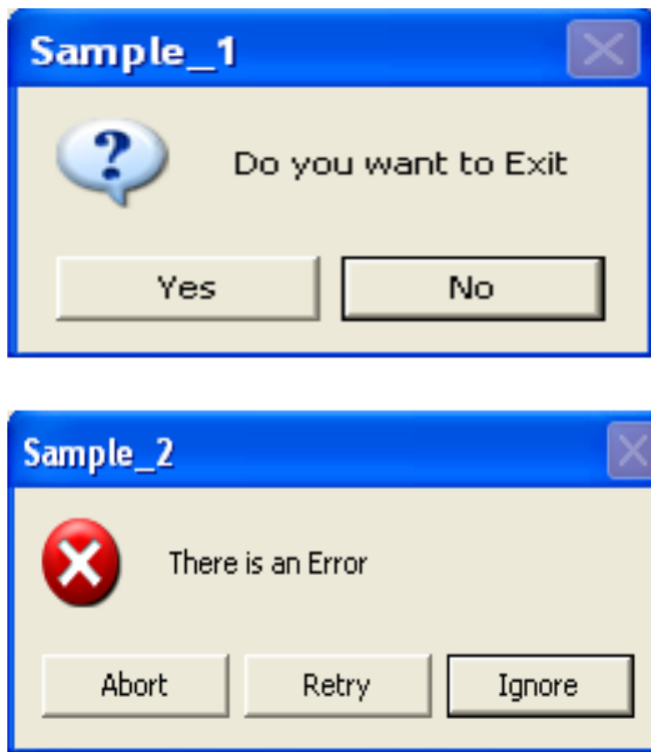 Sample_1
Do you want to Exit
Yes No
Sample_2
There is an Error
Abort Retry Ignore